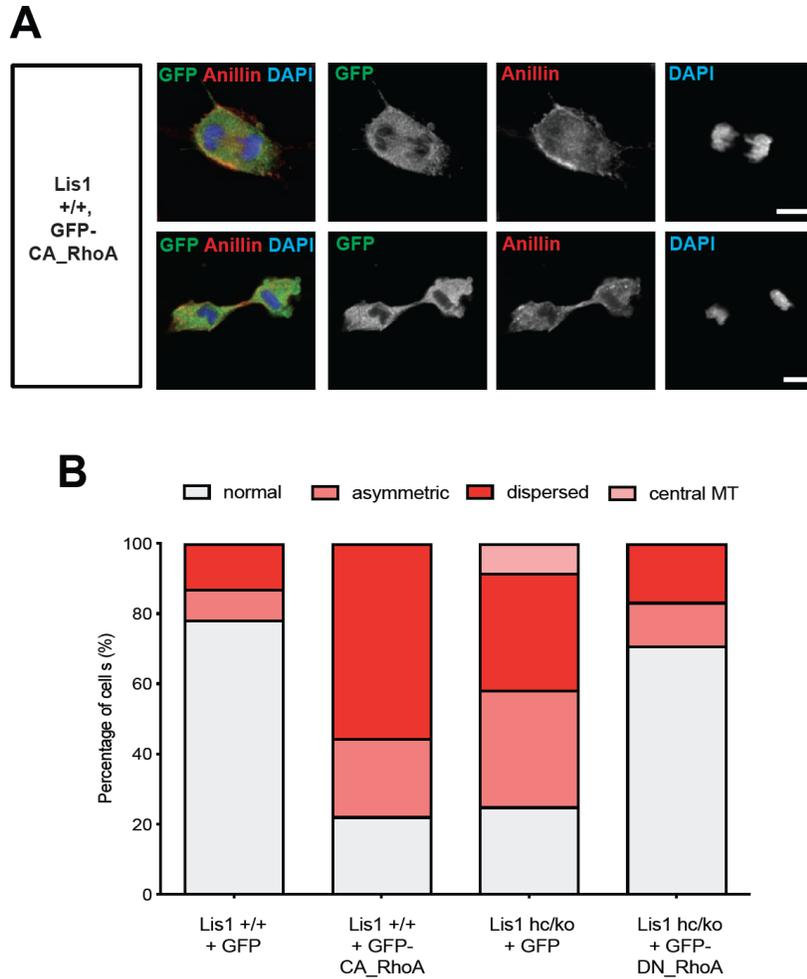 A
Lis1
+/+,
GFP-
CA_RhoA
GFP Anillin DAPI
GFP
Anillin
DAPI
GFP Anillin DAPI
GFP
Anillin
DAPI
B
normal
asymmetric
dispersed
central MT
Percentage of cell s (%)
100
80
60
40
20
0
Lis1 +/+
+ GFP
Lis1 +/+
+ GFP-
CA_RhoA
Lis1 hc/ko
+ GFP
Lis1 hc/ko
+ GFP-
DN_RhoA